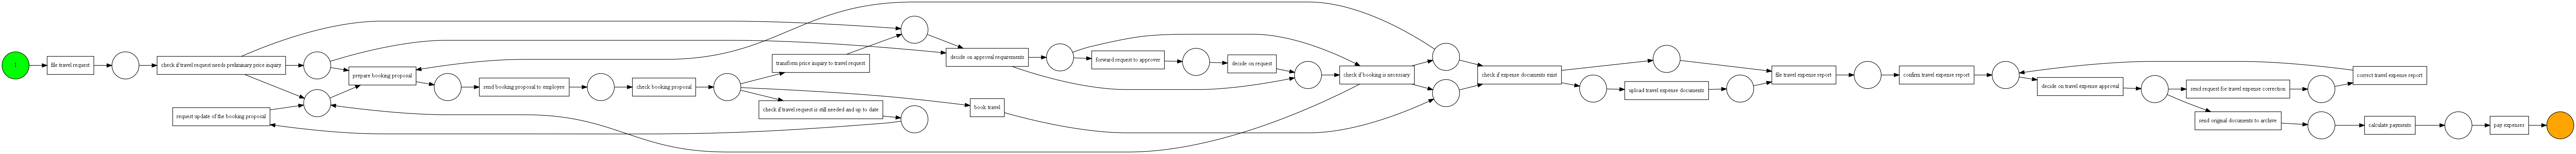 1
file travel request
check if travel request needs preliminary price inquiry
request update of the booking proposal
prepare booking proposal
send booking proposal to employee
check booking proposal
transform price inquiry to travel request
check if travel request is still needed and up to date
decide on approval requirements
book travel
forward request to approver
decide on request
check if booking is necessary
check if expense documents exist
upload travel expense documents
file travel expense report
confirm travel expense report
decide on travel expense approval
send request for travel expense correction
send original documents to archive
correct travel expense report
calculate payments
pay expenses